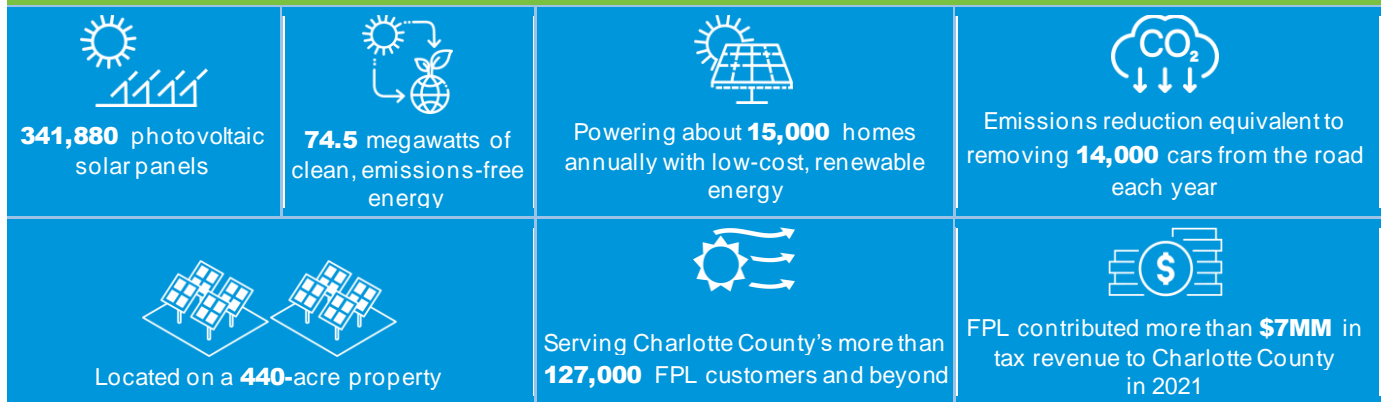 341,880 photovoltaic
solar panels
74.5 megawatts of
clean, emissions-free
energy
Powering about 15,000 homes
annually with low-cost, renewable
energy
CO2
Emissions reduction equivalent to
removing 14,000 cars from the road
each year
Located on a 440-acre property
Serving Charlotte County's more than
127,000 FPL customers and beyond
$
FPL contributed more than $7MM in
tax revenue to Charlotte County
in 2021